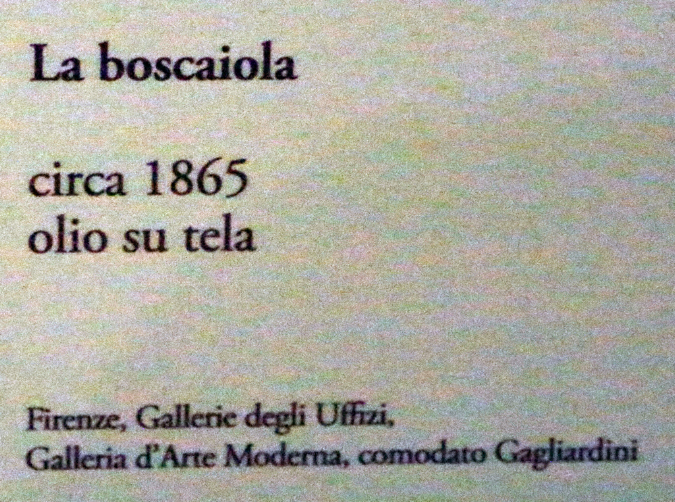 La boscaiola
circa 1865
olio su tela
Firenze, Gallerie degli Uffizi,
Galleria d'Arte Moderna, comodato Gagliardini